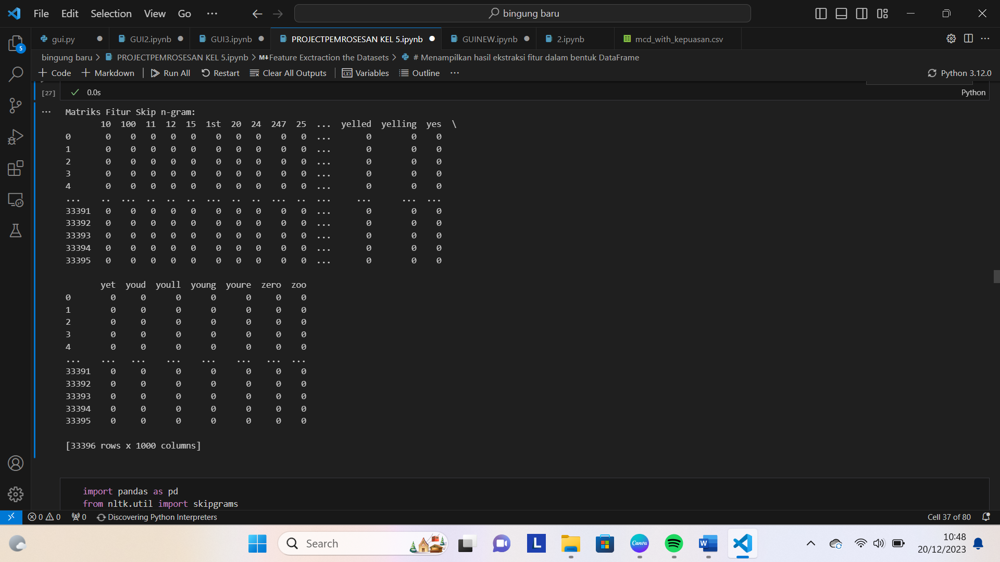 File Edit Selection View Go ... bingung baru
gui.py GUI2.ipynb GUI3.ipynb PROJECTPEMROSESAN KEL 5.ipynb GUINEW.ipynb 2.ipynb mcd_with_kepuasan.csv
5
bingung baru > PROJECTPEMROSESAN KEL 5.ipynb > M↓Feature Exctraction the Datasets > # Menampilkan hasil ekstraksi fitur dalam bentuk DataFrame
+ Code + Markdown | Run All Restart Clear All Outputs | Variables Outline ... Python 3.12.0
[27] ✓ 0.0s Python
... Matriks Fitur Skip n-gram:
10 100 11 12 15 1st 20 24 247 25 ... yelled yelling yes \
0 0 0 0 0 0 0 0 0 0 0 ... 0 0 0
1 0 0 0 0 0 0 0 0 0 0 ... 0 0 0
2 0 0 0 0 0 0 0 0 0 0 ... 0 0 0
3 0 0 0 0 0 0 0 0 0 0 ... 0 0 0
4 0 0 0 0 0 0 0 0 0 0 ... 0 0 0
... .. ... .. .. .. ... .. .. ... .. ... ... ... ...
33391 0 0 0 0 0 0 0 0 0 0 ... 0 0 0
33392 0 0 0 0 0 0 0 0 0 0 ... 0 0 0
33393 0 0 0 0 0 0 0 0 0 0 ... 0 0 0
33394 0 0 0 0 0 0 0 0 0 0 ... 0 0 0
33395 0 0 0 0 0 0 0 0 0 0 ... 0 0 0
yet youd youll young youre zero zoo
0 0 0 0 0 0 0 0
1 0 0 0 0 0 0 0
2 0 0 0 0 0 0 0
3 0 0 0 0 0 0 0
4 0 0 0 0 0 0 0
... ... ... ... ... ... ... ...
33391 0 0 0 0 0 0 0
33392 0 0 0 0 0 0 0
33393 0 0 0 0 0 0 0
33394 0 0 0 0 0 0 0
33395 0 0 0 0 0 0 0
[33396 rows x 1000 columns]
import pandas as pd
from nltk.util import skipgrams
0 0 0 Discovering Python Interpreters Cell 37 of 80
Search L Canva W 10:48
20/12/2023